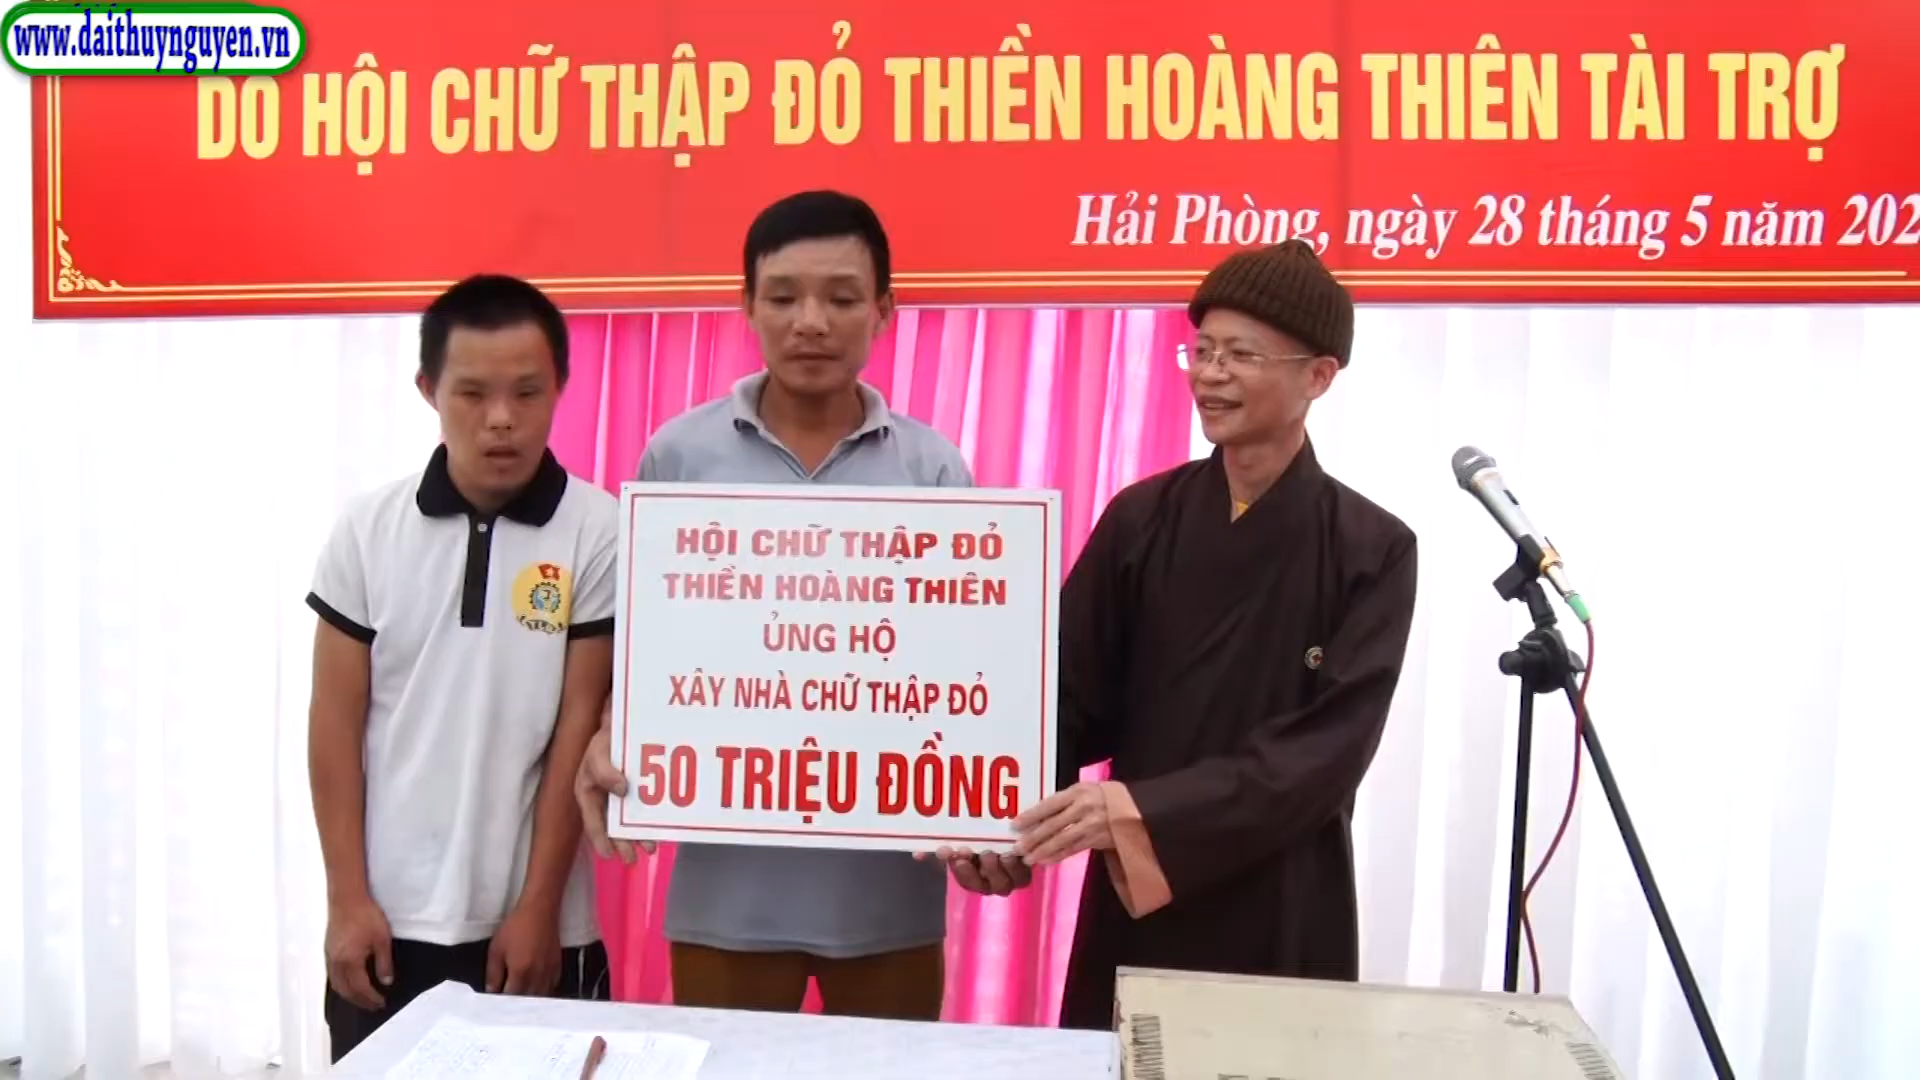 www.daithuynguyen.vn
DO HỘI CHỮ THẬP ĐỎ THIỀN HOÀNG THIÊN TÀI TRỢ
Hải Phòng, ngày 28 tháng 5 năm 202
HỘI CHỮ THẬP ĐỎ
THIỀN HOÀNG THIÊN
ỦNG HỘ
XÂY NHÀ CHỮ THẬP ĐỎ
50 TRIỆU ĐỒNG